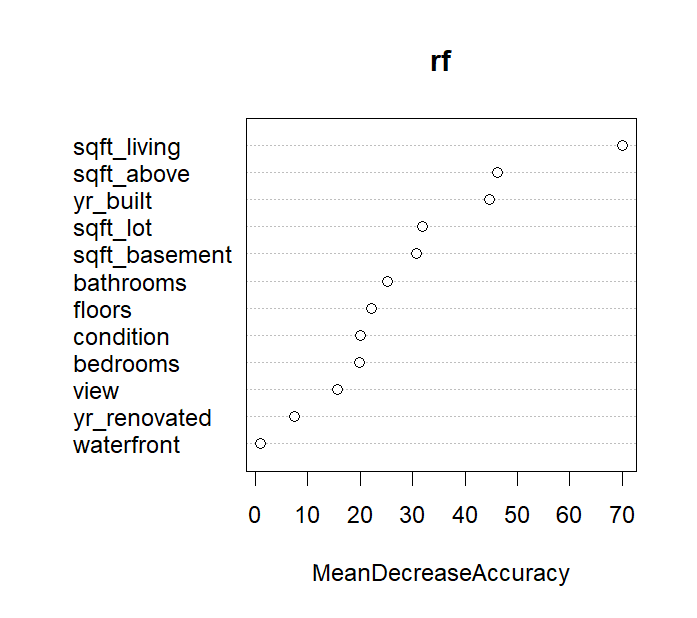 rf
sqft_living
sqft_above
yr_built
sqft_lot
sqft_basement
bathrooms
floors
condition
bedrooms
view
yr_renovated
waterfront
0 10 20 30 40 50 60 70
MeanDecreaseAccuracy